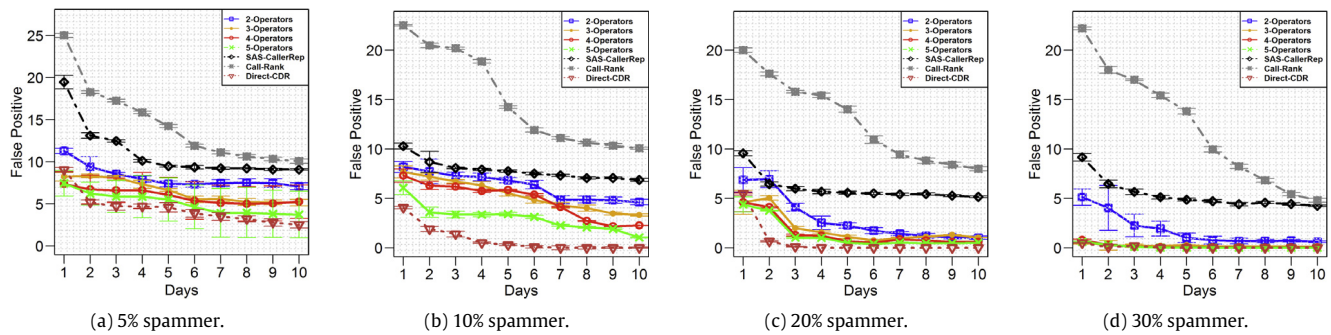 False Positive
25
20
15
10
5
0
1 2 3 4 5 6 7 8 9 10
Days
2-Operators
3-Operators
4-Operators
5-Operators
SAS-CallerRep
Call-Rank
Direct-CDR
(a) 5% spammer.
False Positive
20
15
10
5
0
1 2 3 4 5 6 7 8 9 10
Days
2-Operators
3-Operators
4-Operators
5-Operators
SAS-CallerRep
Call-Rank
Direct-CDR
(b) 10% spammer.
False Positive
20
15
10
5
0
1 2 3 4 5 6 7 8 9 10
Days
2-Operators
3-Operators
4-Operators
5-Operators
SAS-CallerRep
Call-Rank
Direct-CDR
(c) 20% spammer.
False Positive
20
15
10
5
0
1 2 3 4 5 6 7 8 9 10
Days
2-Operators
3-Operators
4-Operators
5-Operators
SAS-CallerRep
Call-Rank
Direct-CDR
(d) 30% spammer.